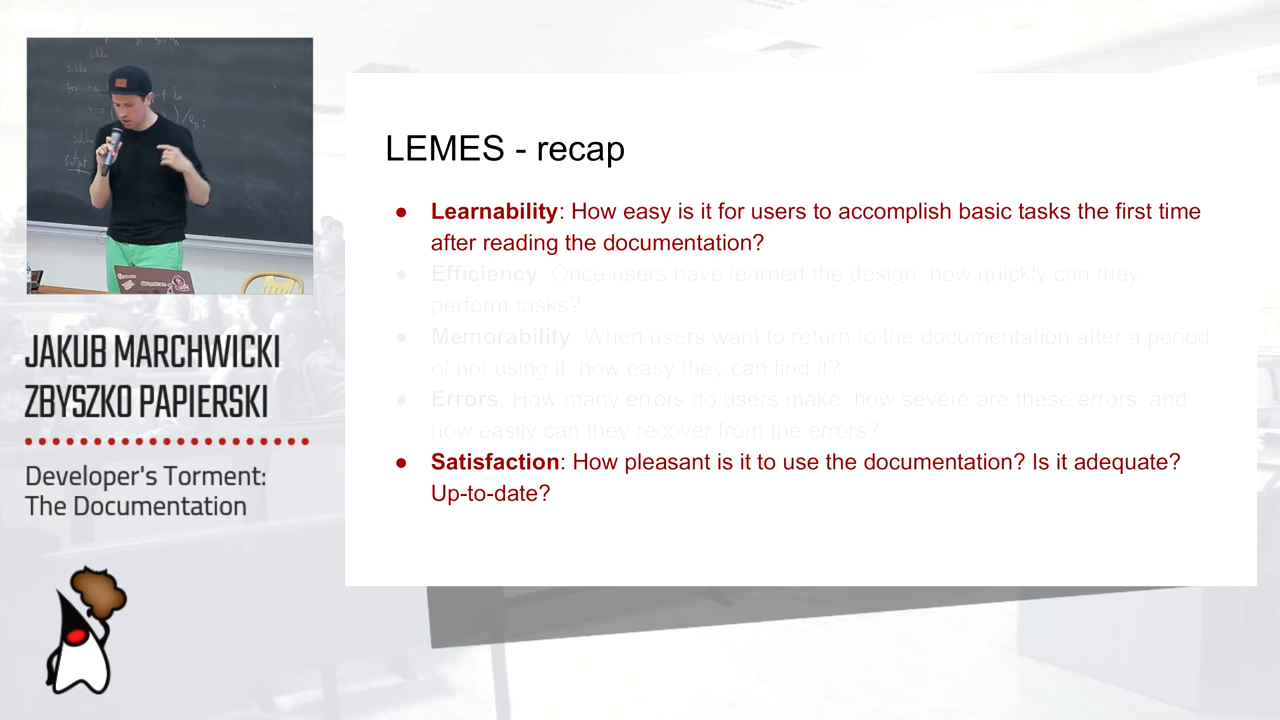 LEMES - recap
● Learnability: How easy is it for users to accomplish basic tasks the first time
after reading the documentation?
● Efficiency: Once users have learned the design, how quickly can they
perform tasks?
● Memorability: When users want to return to the documentation after a period
of not using it, how easy they can find it?
● Errors: How many errors do users make, how severe are these errors, and
how easily can they recover from the errors?
● Satisfaction: How pleasant is it to use the documentation? Is it adequate?
Up-to-date?
JAKUB MARCHWICKI
ZBYSZKO PAPIERSKI
Developer's Torment:
The Documentation